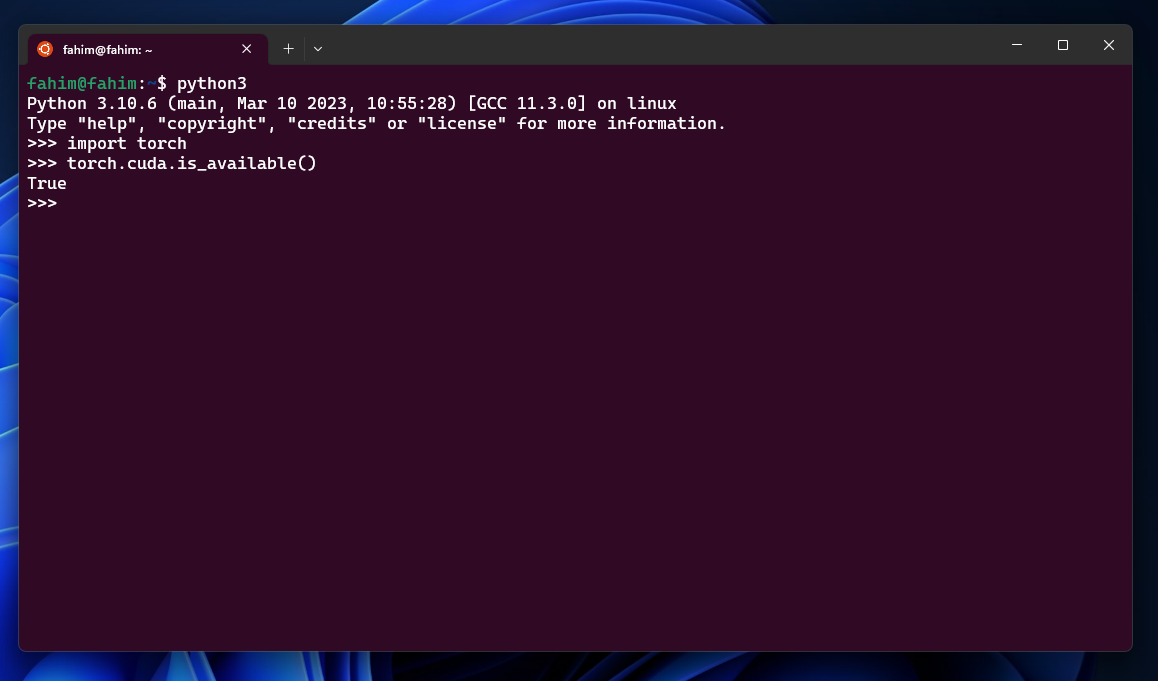 fahim@fahim: ~
fahim@fahim:~$ python3
Python 3.10.6 (main, Mar 10 2023, 10:55:28) [GCC 11.3.0] on linux
Type "help", "copyright", "credits" or "license" for more information.
>>> import torch
>>> torch.cuda.is_available()
True
>>>